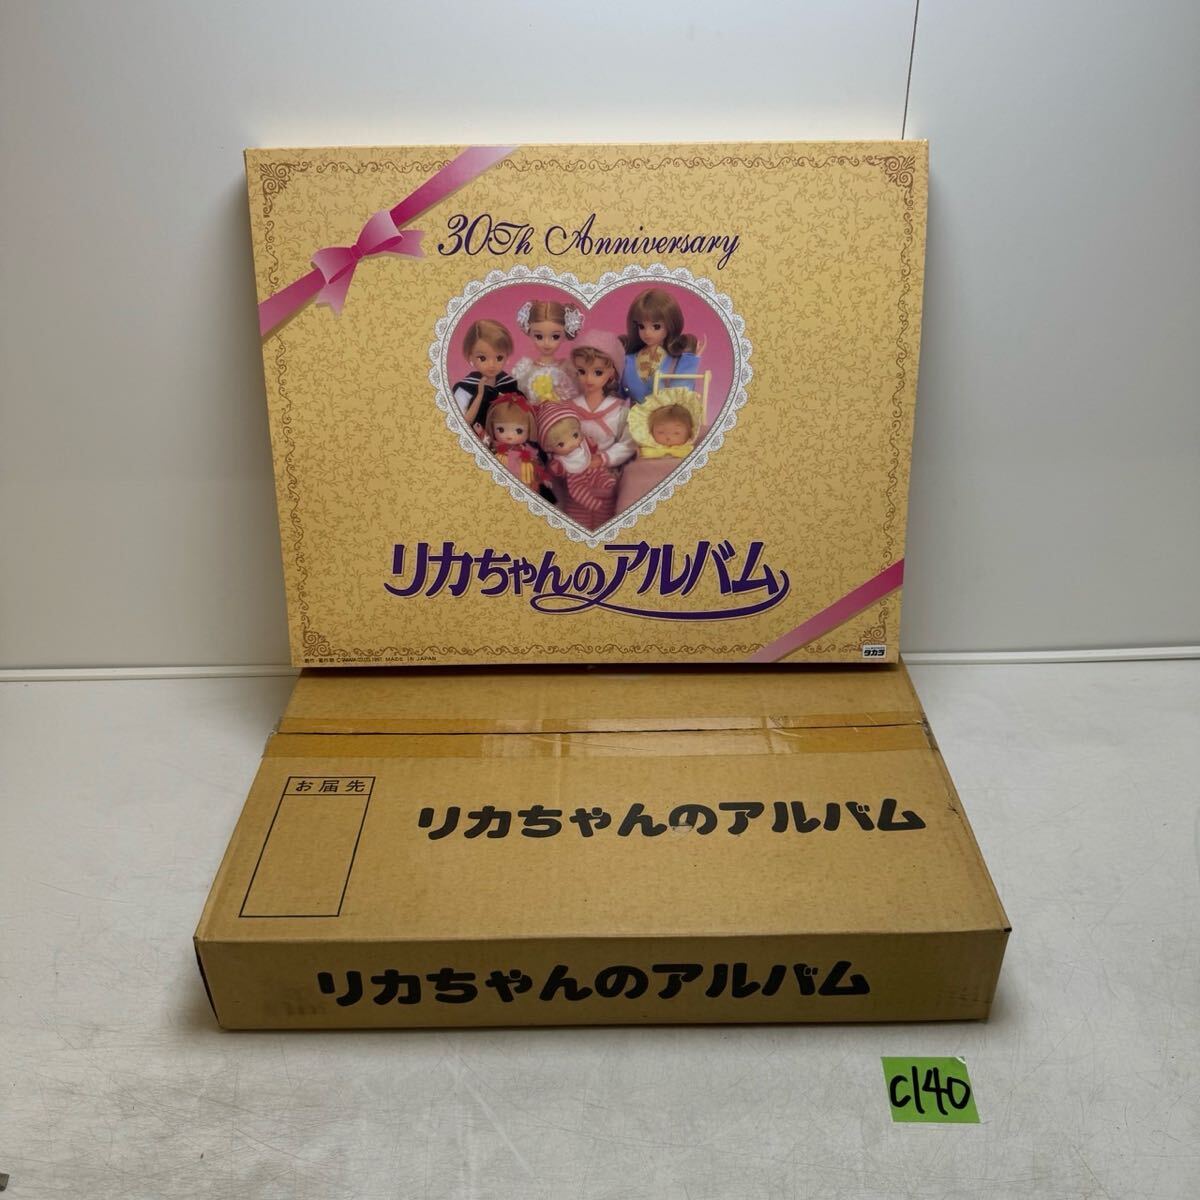 30Th Anniversary
リカちゃんのアルバム
MADE IN JAPAN
タカラ
お届先
リカちゃんのアルバム
リカちゃんのアルバム
C140